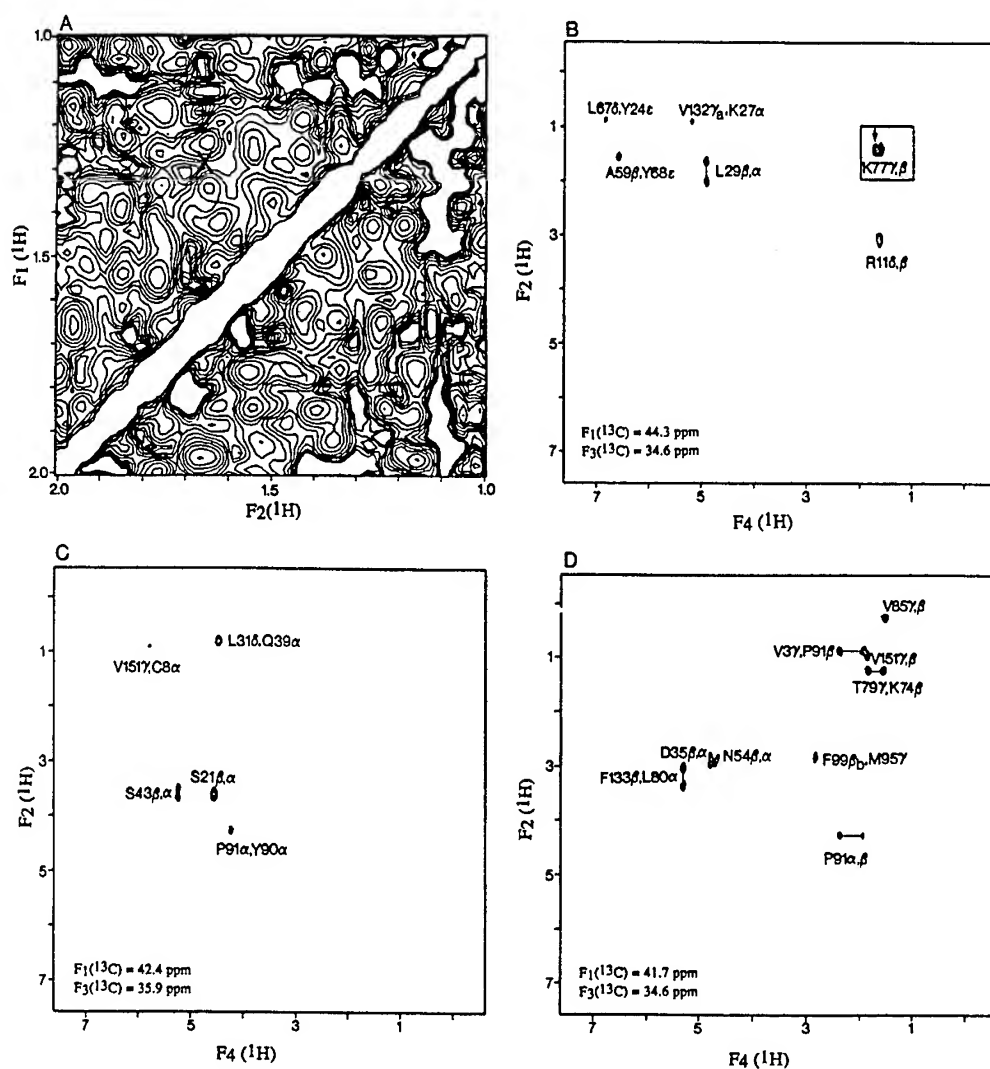 A
1.0
1.5
2.0
F1 (1H)
2.0
1.5
1.0
F2(1H)
B
L67δ,Y24ε
V132γa,K27α
A59β,Y68ε
L29β,α
K77γ,β
R11δ,β
1
3
5
7
F2 (1H)
F1(13C) = 44.3 ppm
F3(13C) = 34.6 ppm
7
5
3
1
F4 (1H)
C
L31δ,Q39α
V151γ,C8α
S21β,α
S43β,α
P91α,Y90α
1
3
5
7
F2 (1H)
F1(13C) = 42.4 ppm
F3(13C) = 35.9 ppm
7
5
3
1
F4 (1H)
D
V85γ,β
V3γ,P91β
V151γ,β
T79γ,K74β
D35β,α
N54β,α
F133β,L80α
F99βb,M95γ
P91α,β
1
3
5
7
F2 (1H)
F1(13C) = 41.7 ppm
F3(13C) = 34.6 ppm
7
5
3
1
F4 (1H)